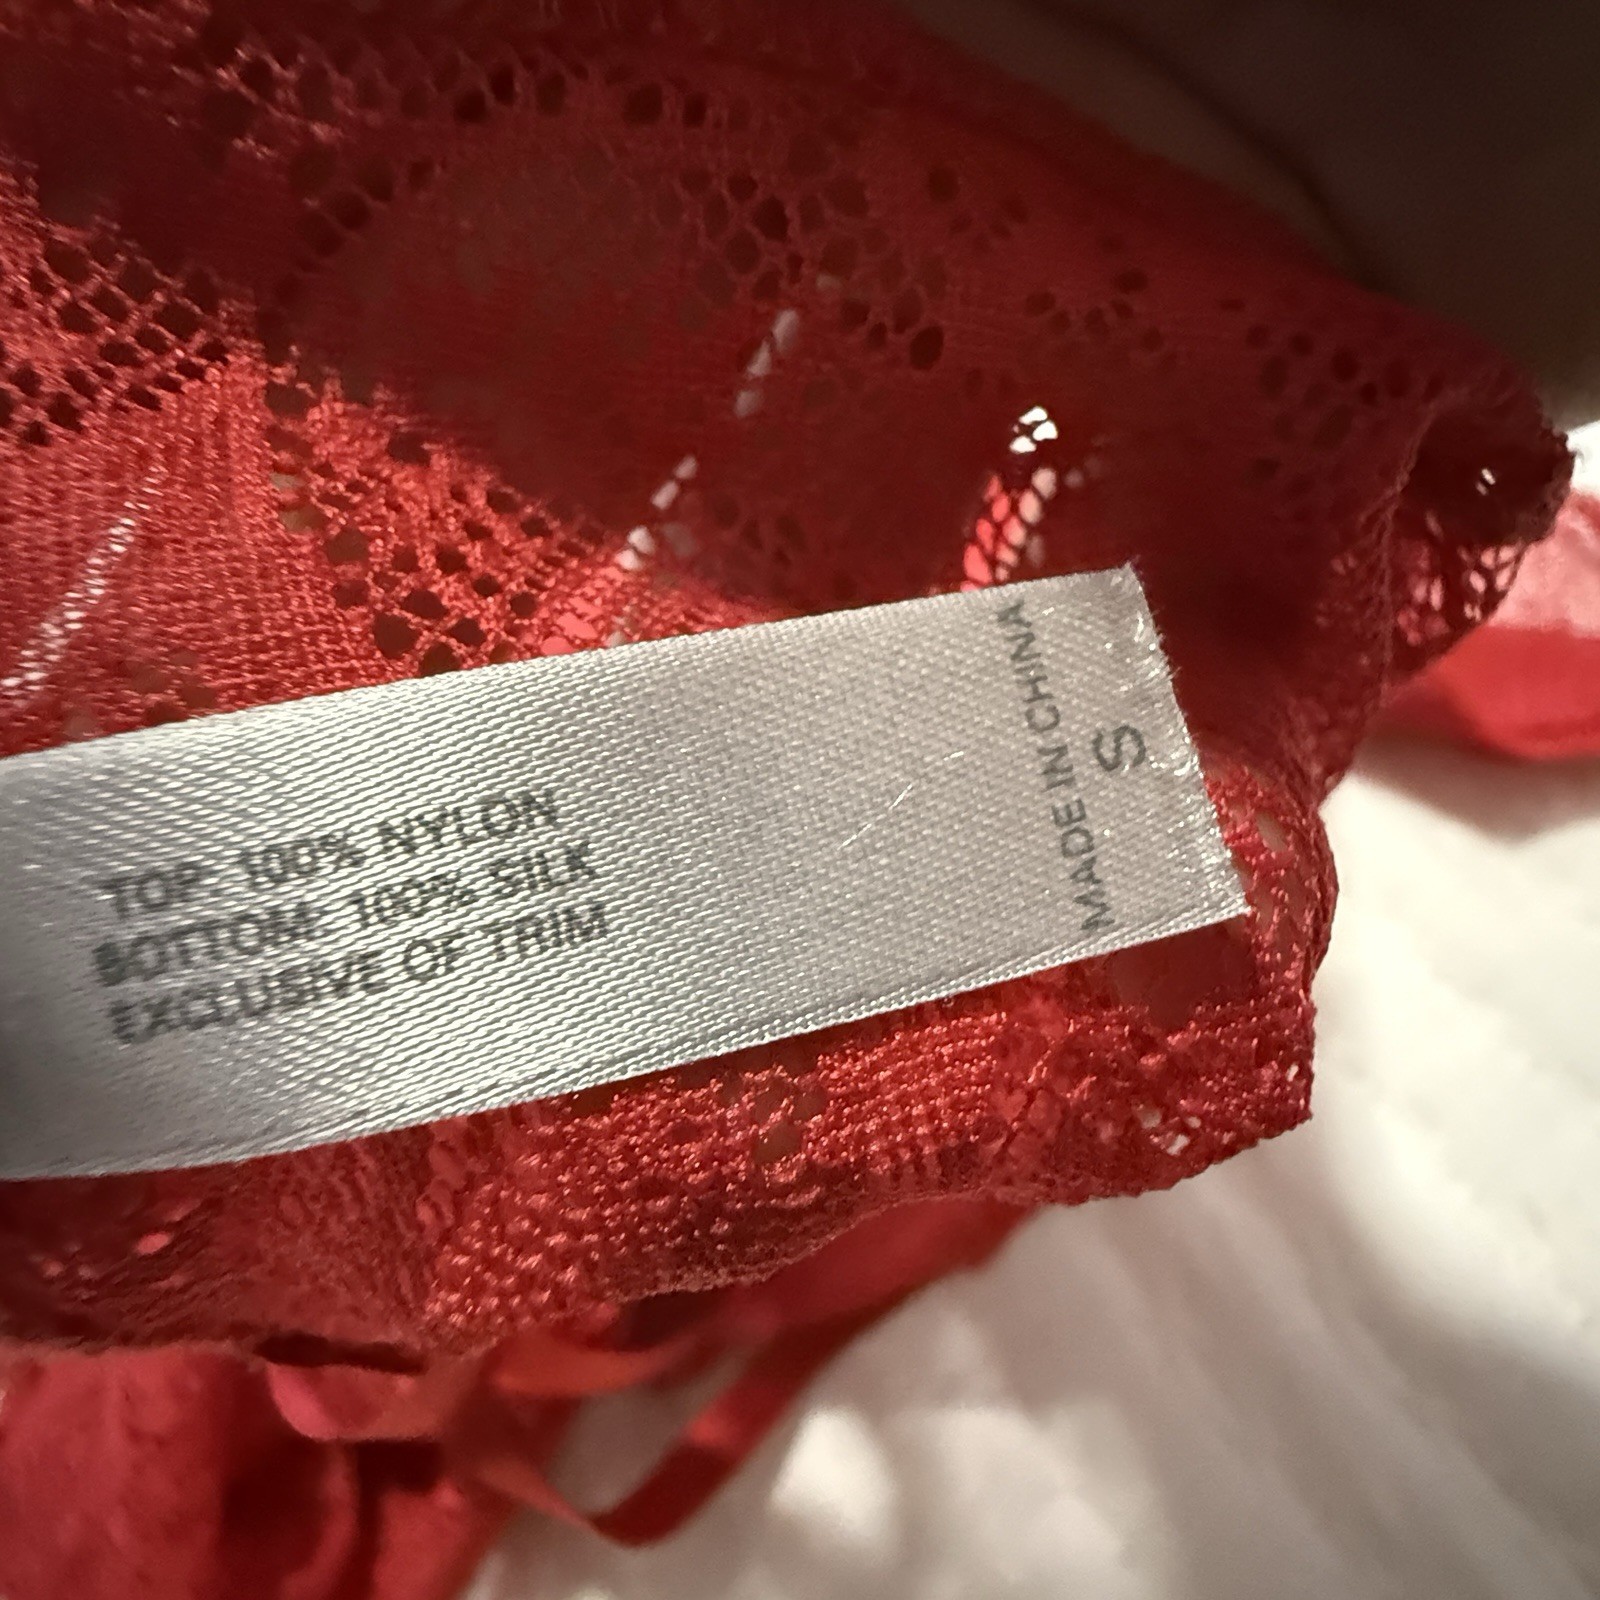 TOP: 100% NYLON
BOTTOM: 100% SILK
EXCLUSIVE OF TRIM
MADE IN CHINA
S